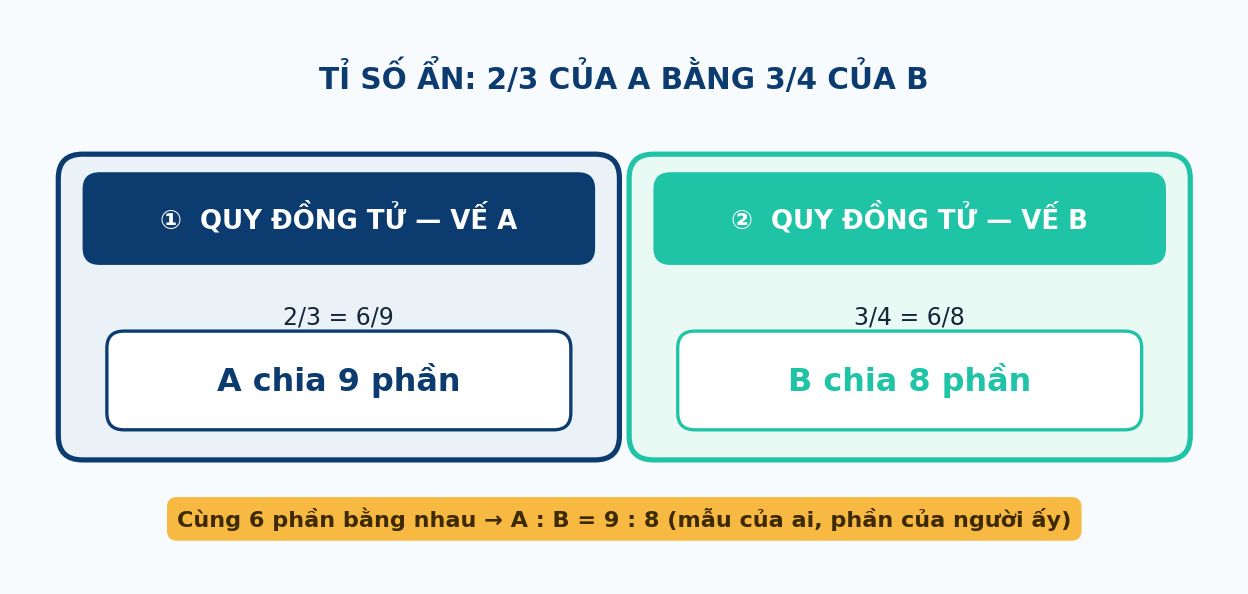 TỈ SỐ ẨN: 2/3 CỦA A BẰNG 3/4 CỦA B
① QUY ĐỒNG TỬ — VẾ A
2/3 = 6/9
A chia 9 phần
② QUY ĐỒNG TỬ — VẾ B
3/4 = 6/8
B chia 8 phần
Cùng 6 phần bằng nhau → A : B = 9 : 8 (mẫu của ai, phần của người ấy)